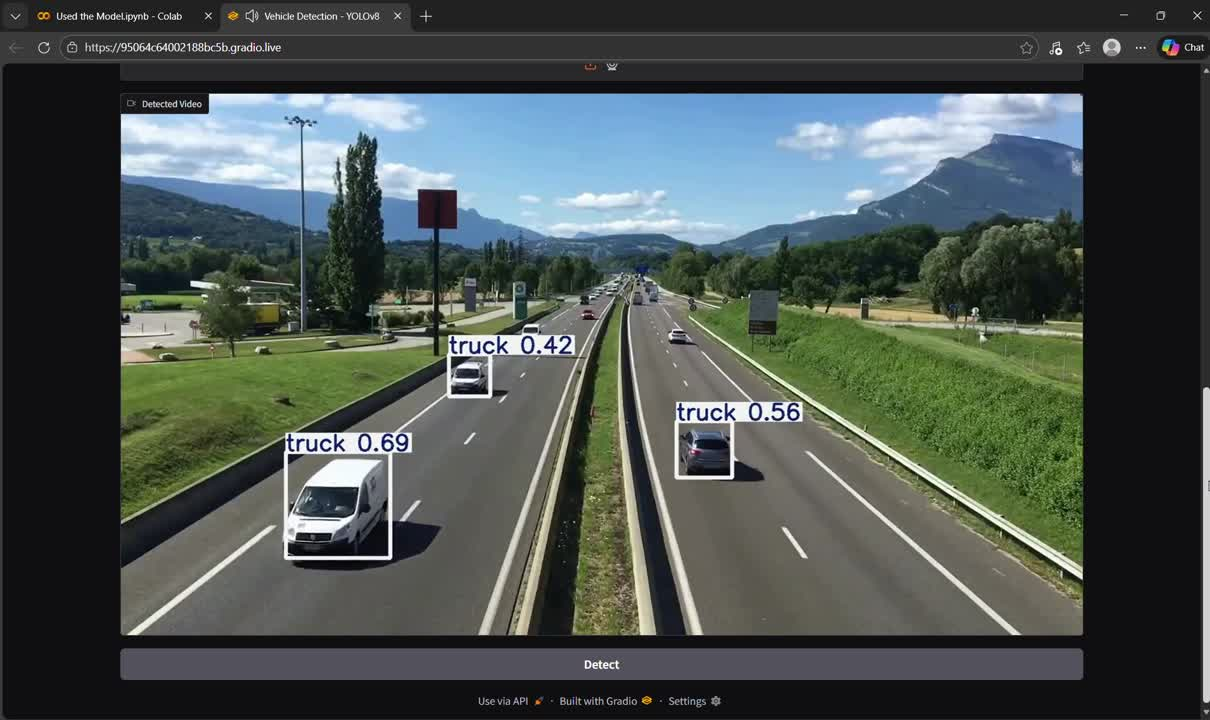 Used the Model.ipynb - Colab
Vehicle Detection - YOLOv8
https://95064c64002188bc5b.gradio.live
Chat
Detected Video
truck 0.42
truck 0.56
truck 0.69
Detect
Use via API · Built with Gradio · Settings